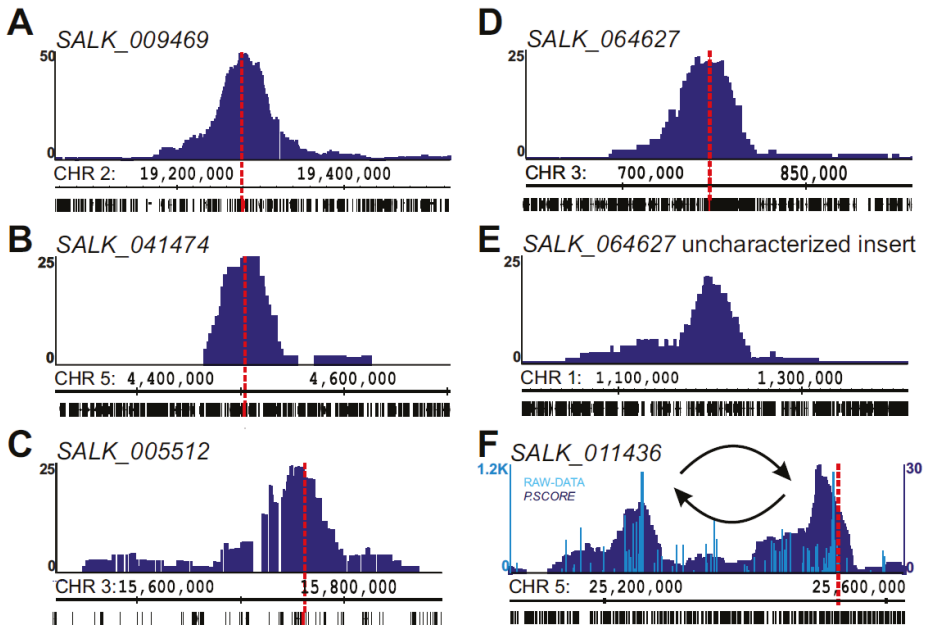 A
SALK_009469
50
0
CHR 2: 19,200,000 19,400,000
B
SALK_041474
25
0
CHR 5: 4,400,000 4,600,000
C
SALK_005512
25
0
CHR 3: 15,600,000 15,800,000
D
SALK_064627
25
0
CHR 3: 700,000 850,000
E
SALK_064627 uncharacterized insert
25
0
CHR 1: 1,100,000 1,300,000
F
SALK_011436
1.2K 30
RAW-DATA
P.SCORE
0 0
CHR 5: 25,200,000 25,600,000